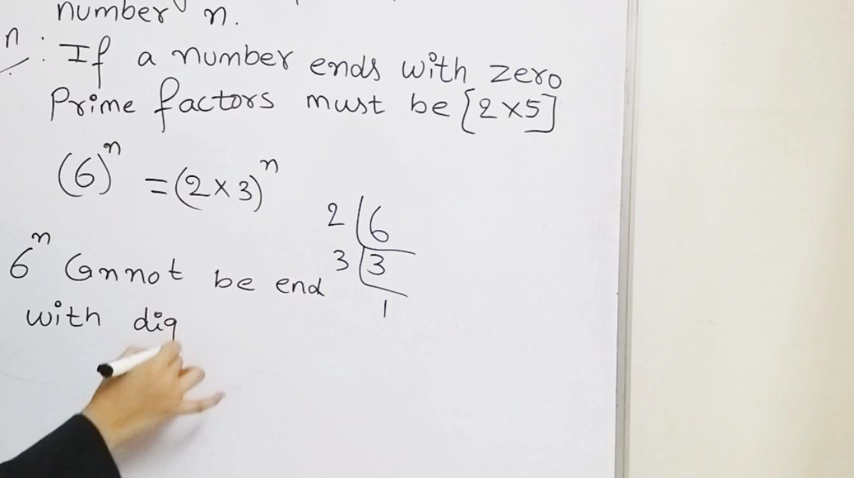 number n.
n : If a number ends with zero
Prime factors must be [2×5]
(6)ⁿ = (2×3)ⁿ
2 | 6
3 | 3
1
6ⁿ Cannot be end
with dig